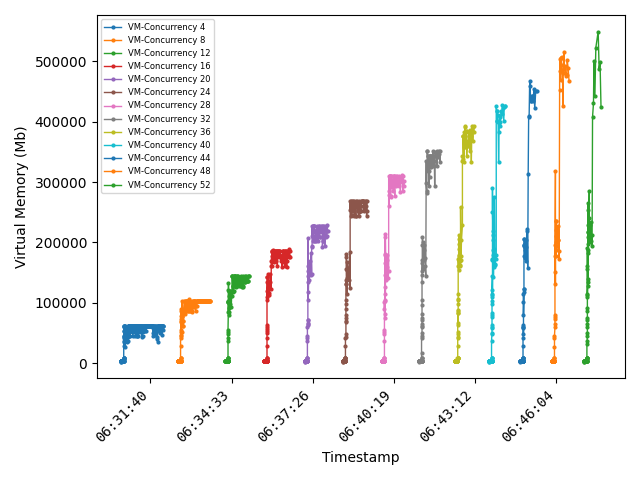 VM-Concurrency 4
VM-Concurrency 8
VM-Concurrency 12
VM-Concurrency 16
VM-Concurrency 20
VM-Concurrency 24
VM-Concurrency 28
VM-Concurrency 32
VM-Concurrency 36
VM-Concurrency 40
VM-Concurrency 44
VM-Concurrency 48
VM-Concurrency 52
Virtual Memory (Mb)
500000
400000
300000
200000
100000
0
06:31:40
06:34:33
06:37:26
06:40:19
06:43:12
06:46:04
Timestamp